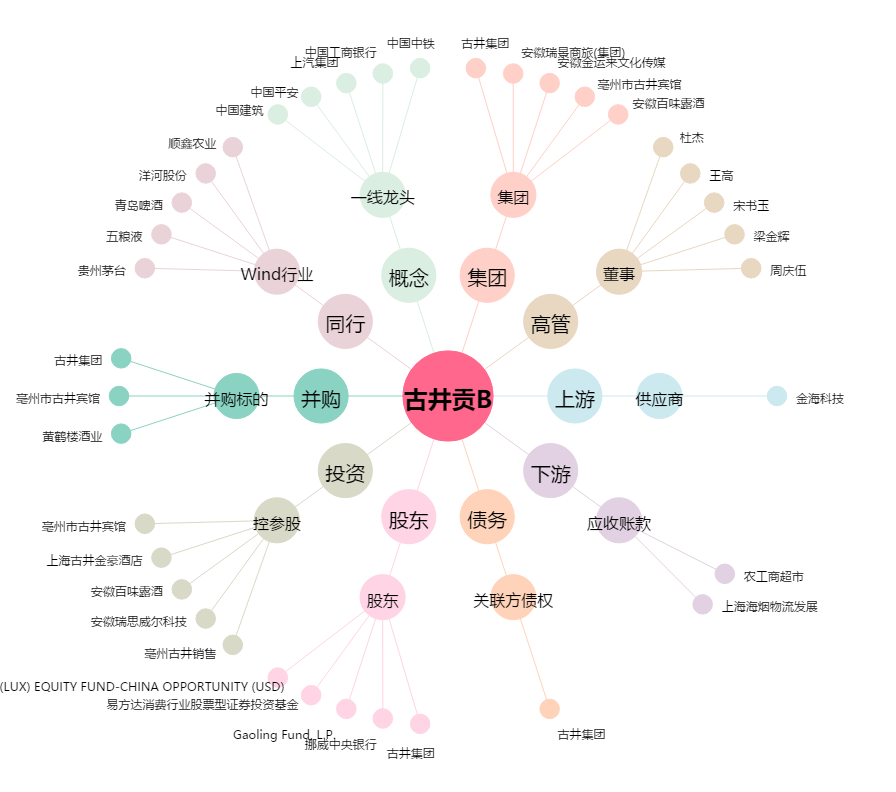 中国中铁
古井集团
中国工商银行
安徽瑞景商旅(集团)
上汽集团
安徽金运来文化传媒
中国平安
亳州市古井宾馆
中国建筑
安徽百味露酒
顺鑫农业
杜杰
洋河股份
王高
一线龙头
集团
青岛啤酒
宋书玉
五粮液
梁金辉
贵州茅台
Wind行业
概念
集团
董事
周庆伍
同行
高管
古井集团
亳州市古井宾馆
并购标的
并购
古井贡B
上游
供应商
金海科技
黄鹤楼酒业
投资
下游
亳州市古井宾馆
控参股
股东
债务
应收账款
上海古井金豪酒店
农工商超市
安徽百味露酒
股东
关联方债权
上海海烟物流发展
安徽瑞思威尔科技
亳州古井销售
(LUX) EQUITY FUND-CHINA OPPORTUNITY (USD)
易方达消费行业股票型证券投资基金
Gaoling Fund, L.P.
挪威中央银行
古井集团
古井集团